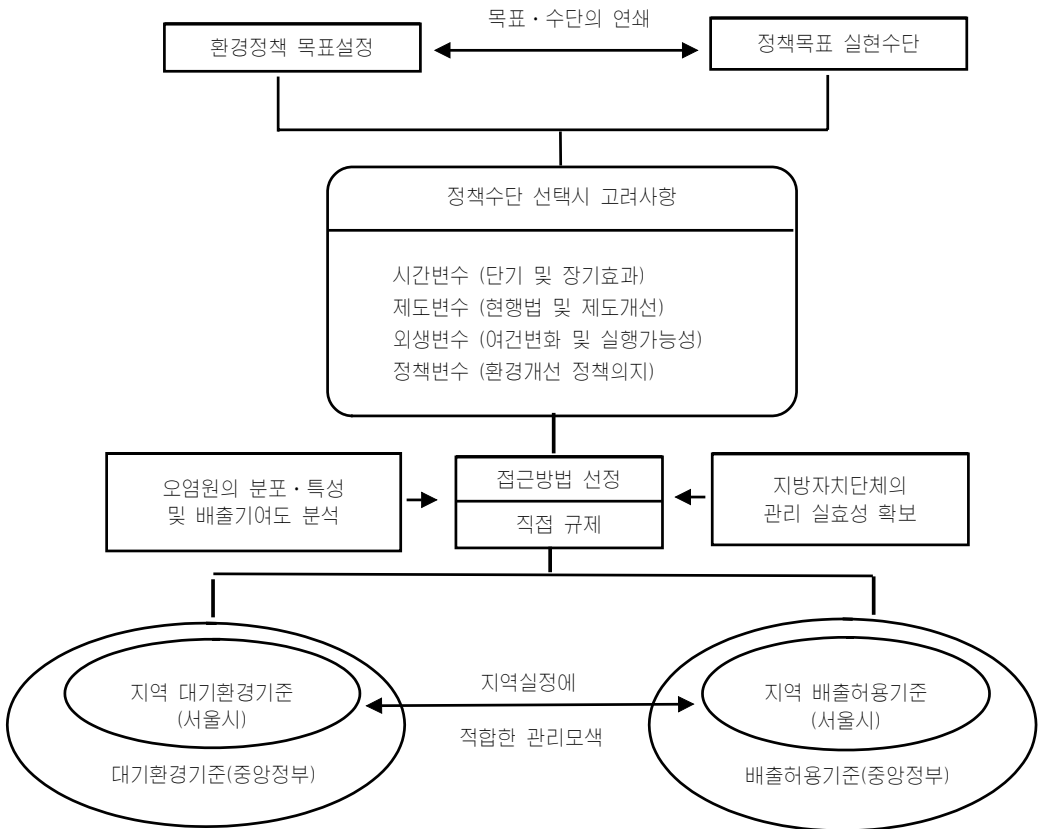 목표·수단의 연쇄
환경정책 목표설정
정책목표 실현수단
정책수단 선택시 고려사항
시간변수 (단기 및 장기효과)
제도변수 (현행법 및 제도개선)
외생변수 (여건변화 및 실행가능성)
정책변수 (환경개선 정책의지)
오염원의 분포·특성
및 배출기여도 분석
접근방법 선정
직접 규제
지방자치단체의
관리 실효성 확보
지역 대기환경기준
(서울시)
대기환경기준(중앙정부)
지역실정에
적합한 관리모색
지역 배출허용기준
(서울시)
배출허용기준(중앙정부)